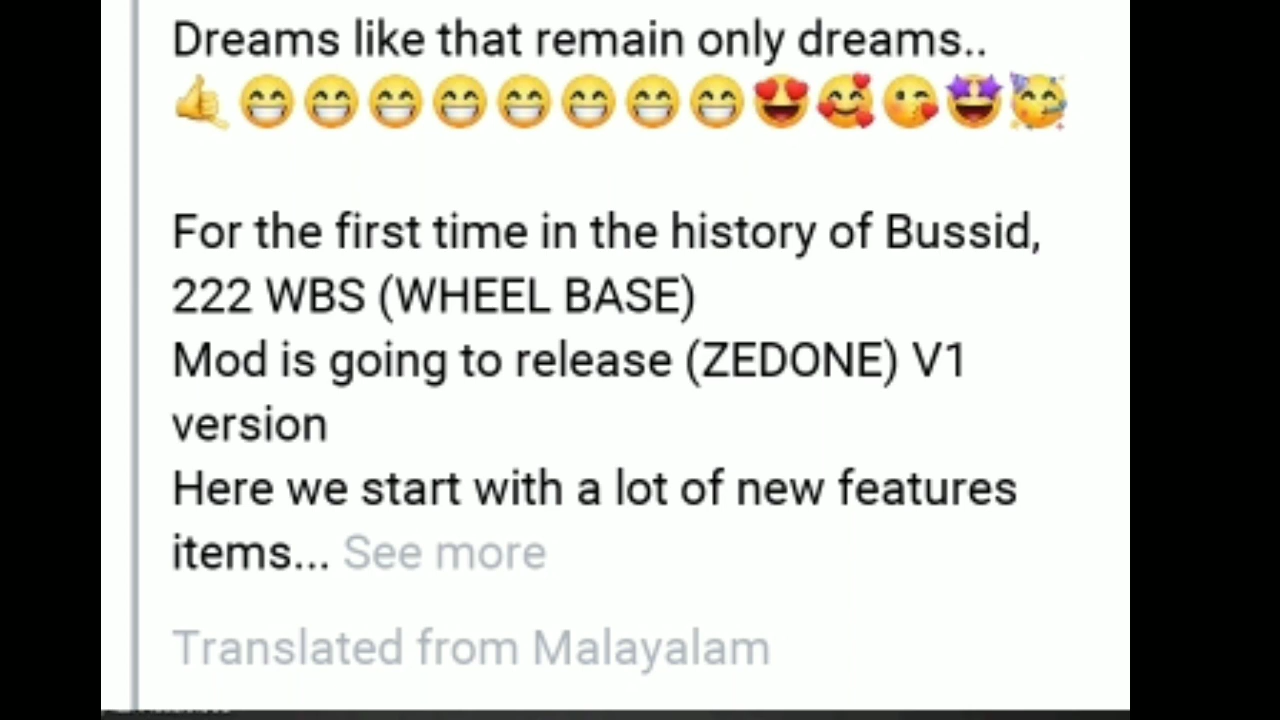 Dreams like that remain only dreams..
🤙😁😁😁😁😁😁😁😁😍🥰😘🤩🥳
For the first time in the history of Bussid,
222 WBS (WHEEL BASE)
Mod is going to release (ZEDONE) V1
version
Here we start with a lot of new features
items... See more
Translated from Malayalam